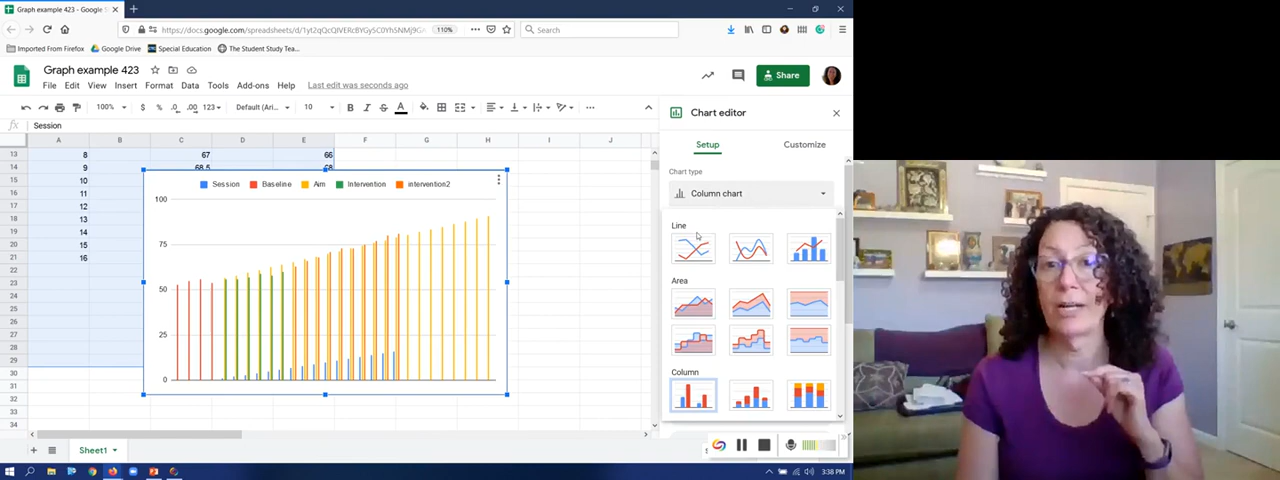 Graph example 423 - Google S
https://docs.google.com/spreadsheets/d/1yt2qQcQIVERcBYGy5C0Yh5NMj9G
110%
Search
Imported From Firefox
Google Drive
Special Education
The Student Study Tea...
Graph example 423
Share
File
Edit
View
Insert
Format
Data
Tools
Add-ons
Help
Last edit was seconds ago
100%
$
%
.0
.00
123
Default (Ari...
10
B
I
S
A
fx
Session
A
B
C
D
E
F
G
H
I
J
13
8
67
66
14
9
68.5
68
15
10
16
11
17
12
18
13
19
14
20
15
21
16
22
23
24
25
26
27
28
29
30
31
32
33
34
Session
Baseline
Aim
Intervention
intervention2
100
75
50
25
0
Chart editor
Setup
Customize
Chart type
Column chart
Line
Area
Column
Sheet1
3:38 PM